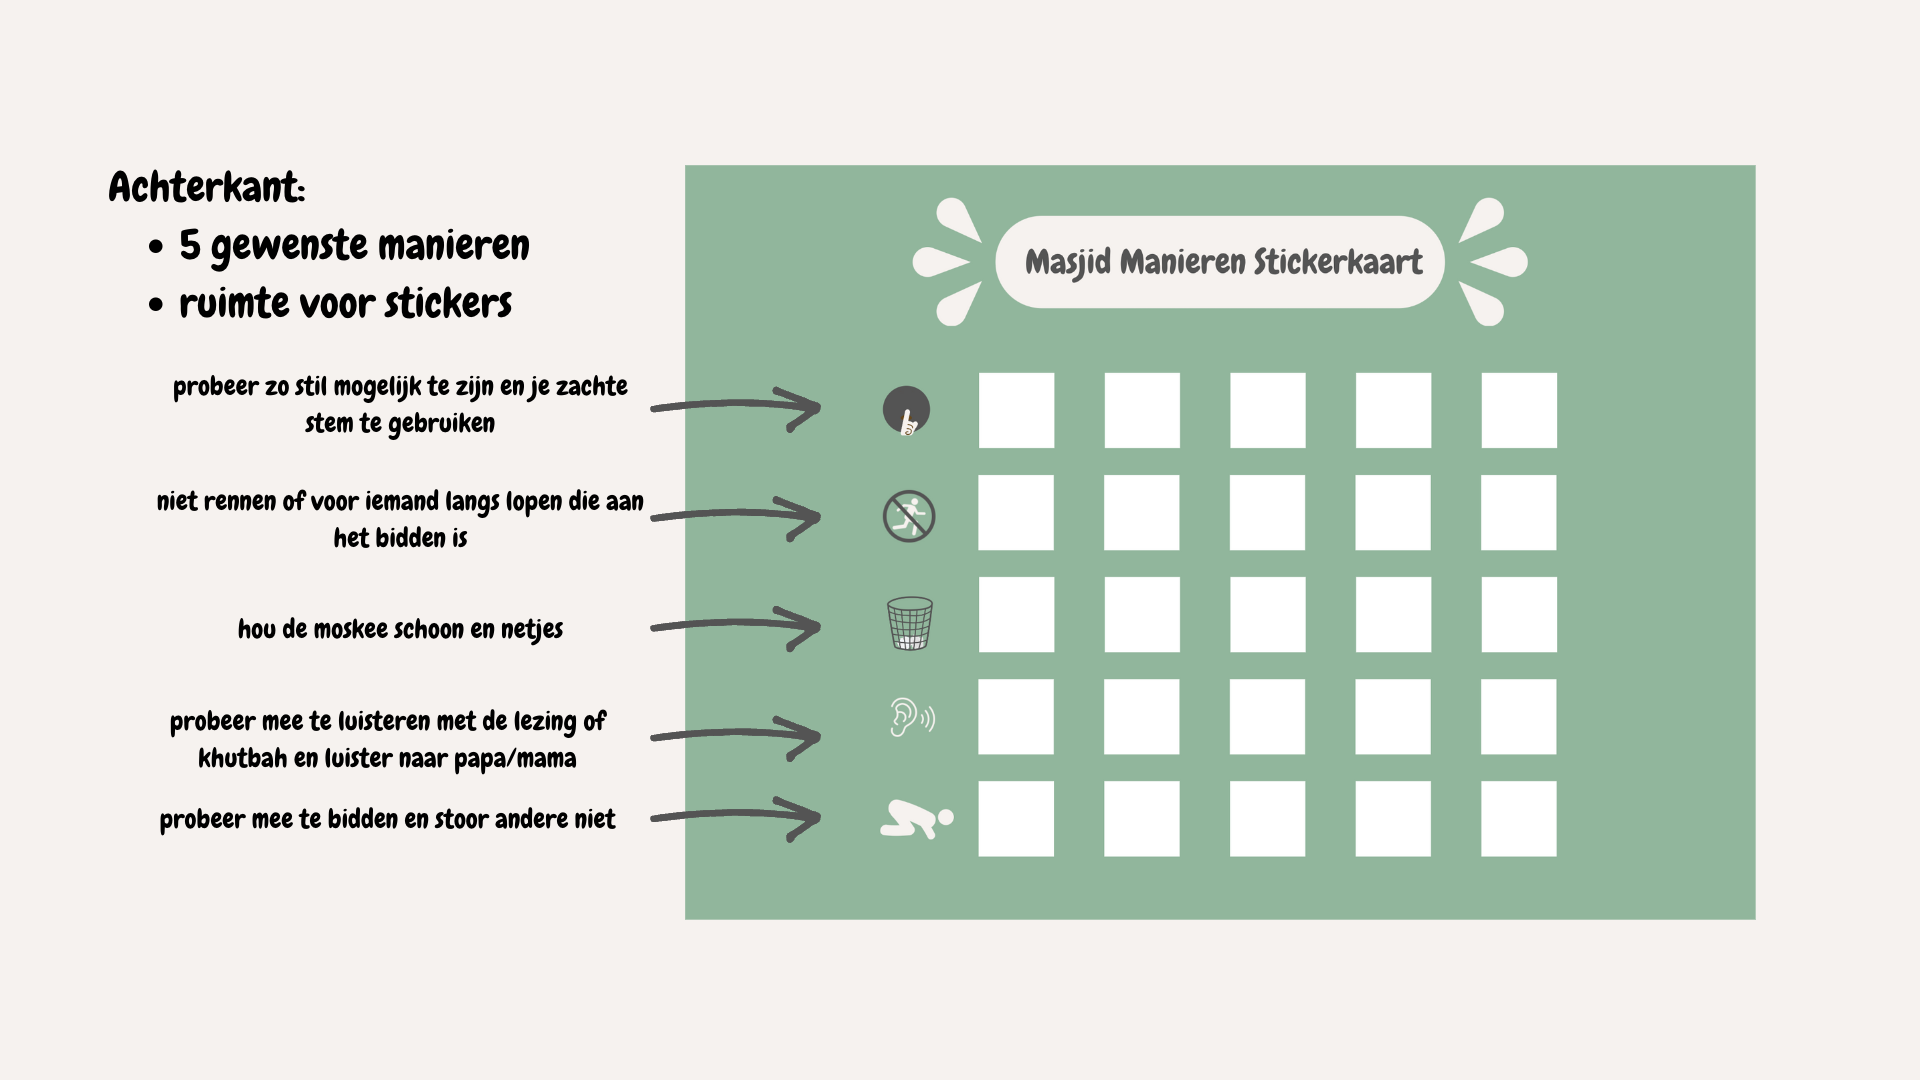 Achterkant:
• 5 gewenste manieren
• ruimte voor stickers
probeer zo stil mogelijk te zijn en je zachte
stem te gebruiken
niet rennen of voor iemand langs lopen die aan
het bidden is
hou de moskee schoon en netjes
probeer mee te luisteren met de lezing of
khutbah en luister naar papa/mama
probeer mee te bidden en stoor andere niet
Masjid Manieren Stickerkaart